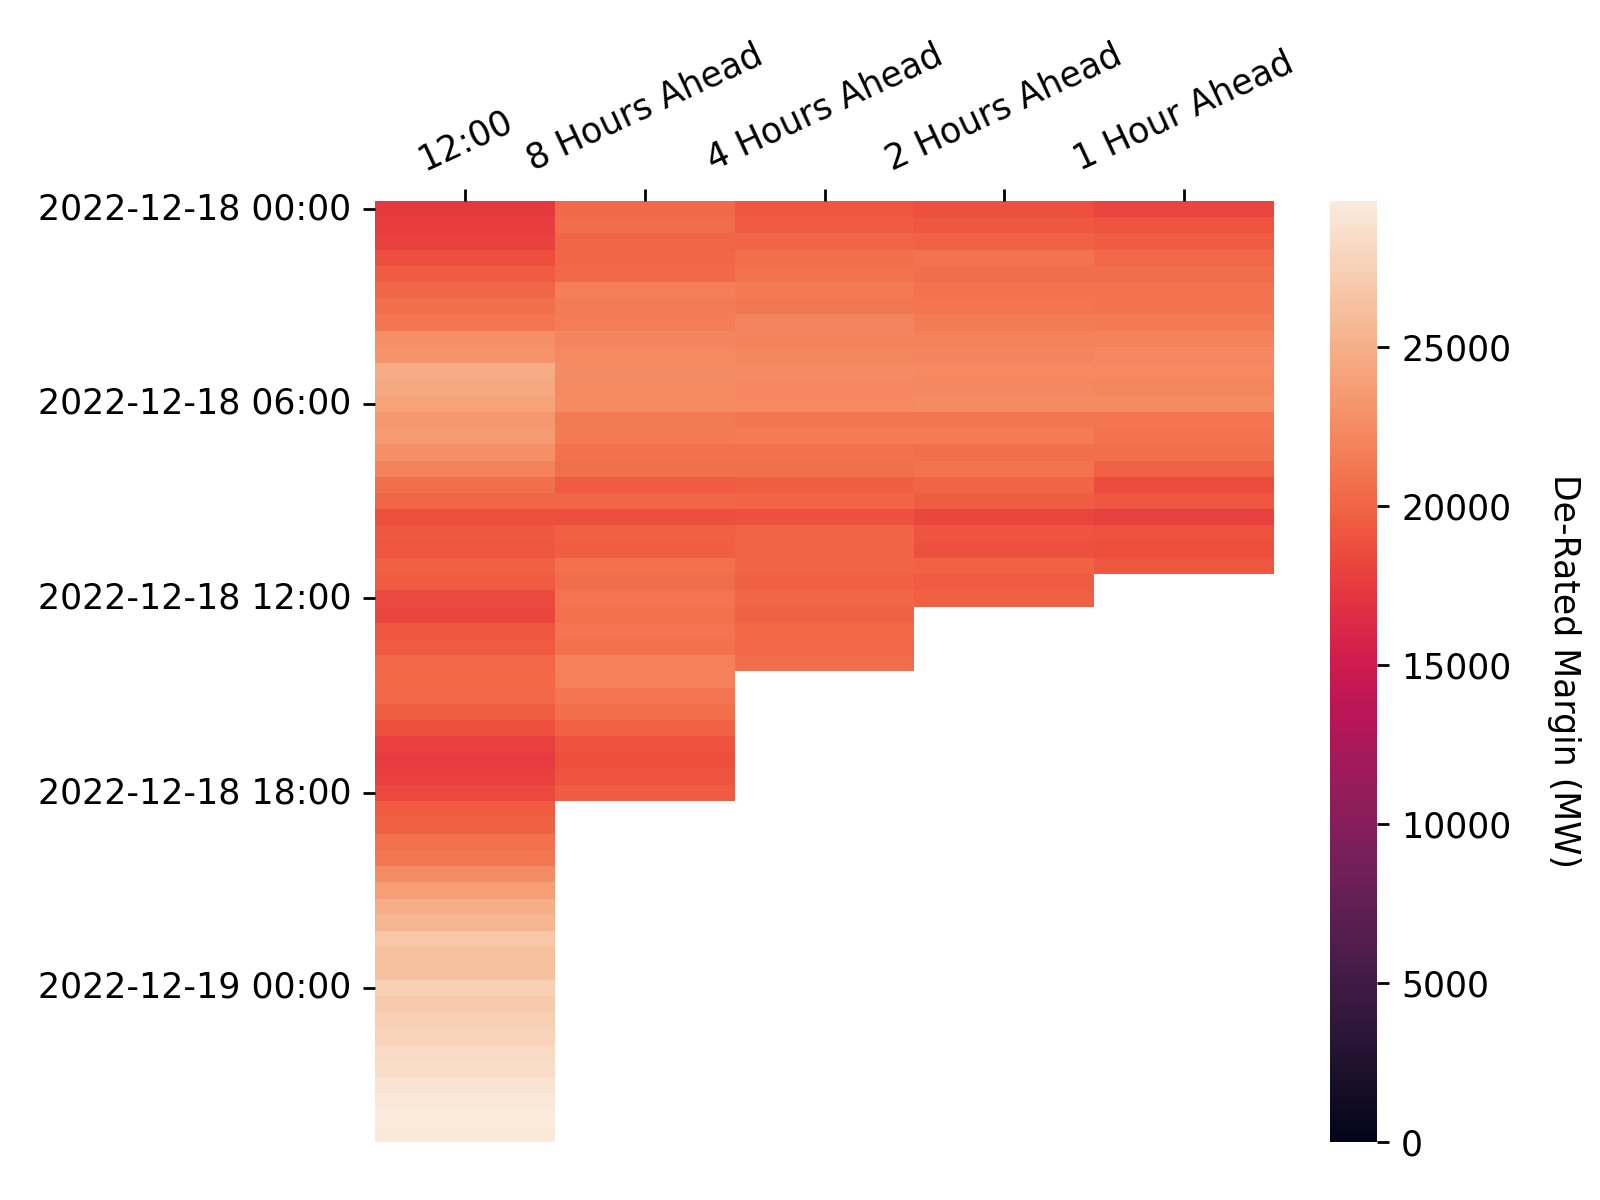 12:00
8 Hours Ahead
4 Hours Ahead
2 Hours Ahead
1 Hour Ahead
2022-12-18 00:00
2022-12-18 06:00
2022-12-18 12:00
2022-12-18 18:00
2022-12-19 00:00
25000
20000
15000
10000
5000
0
De-Rated Margin (MW)